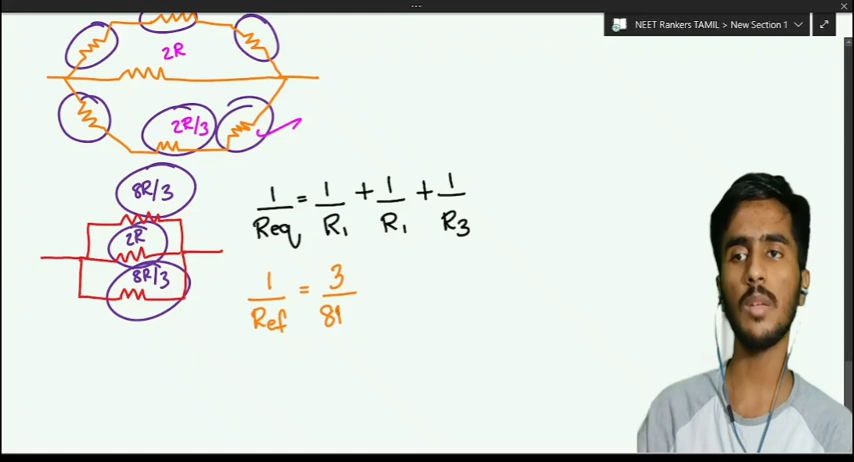 NEET Rankers TAMIL > New Section 1
2R
2R/3
8R/3
2R
8R/3
1/Req = 1/R₁ + 1/R₁ + 1/R₃
1/Ref = 3/8